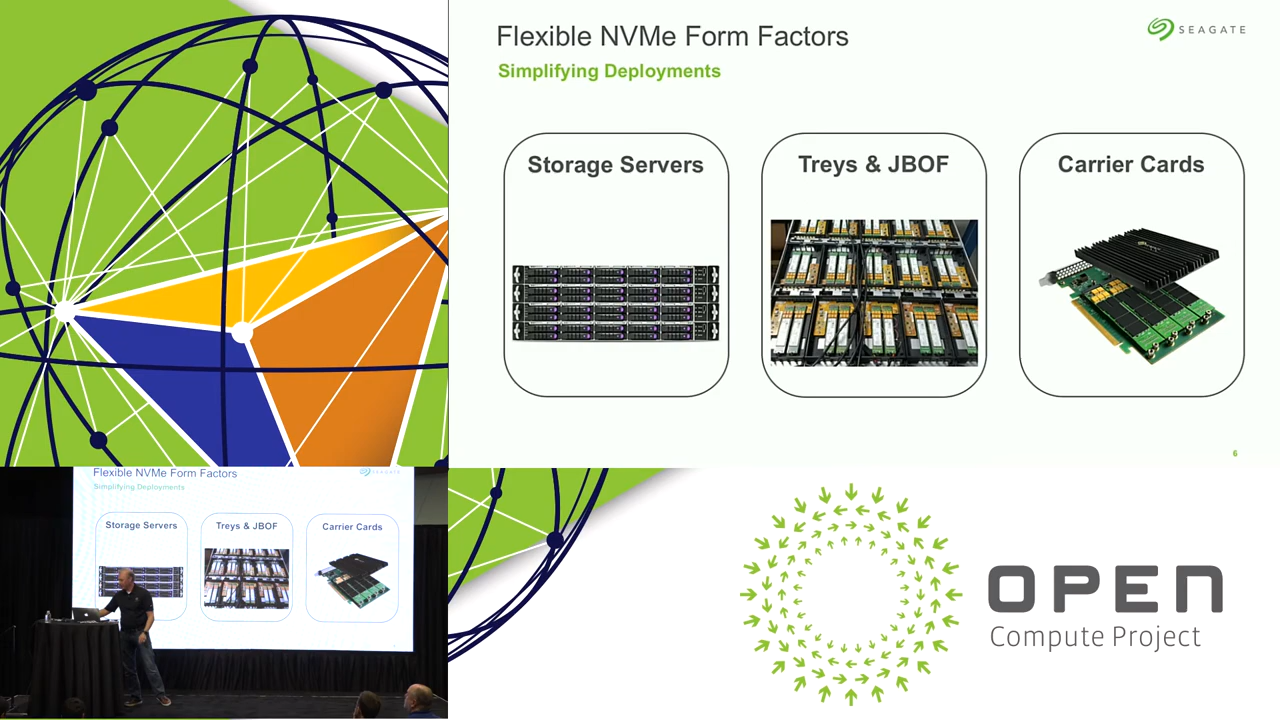 Flexible NVMe Form Factors
SEAGATE
Simplifying Deployments
Storage Servers
Treys & JBOF
Carrier Cards
6
Flexible NVMe Form Factors
SEAGATE
Simplifying Deployments
Storage Servers
Treys & JBOF
Carrier Cards
OPEN
Compute Project